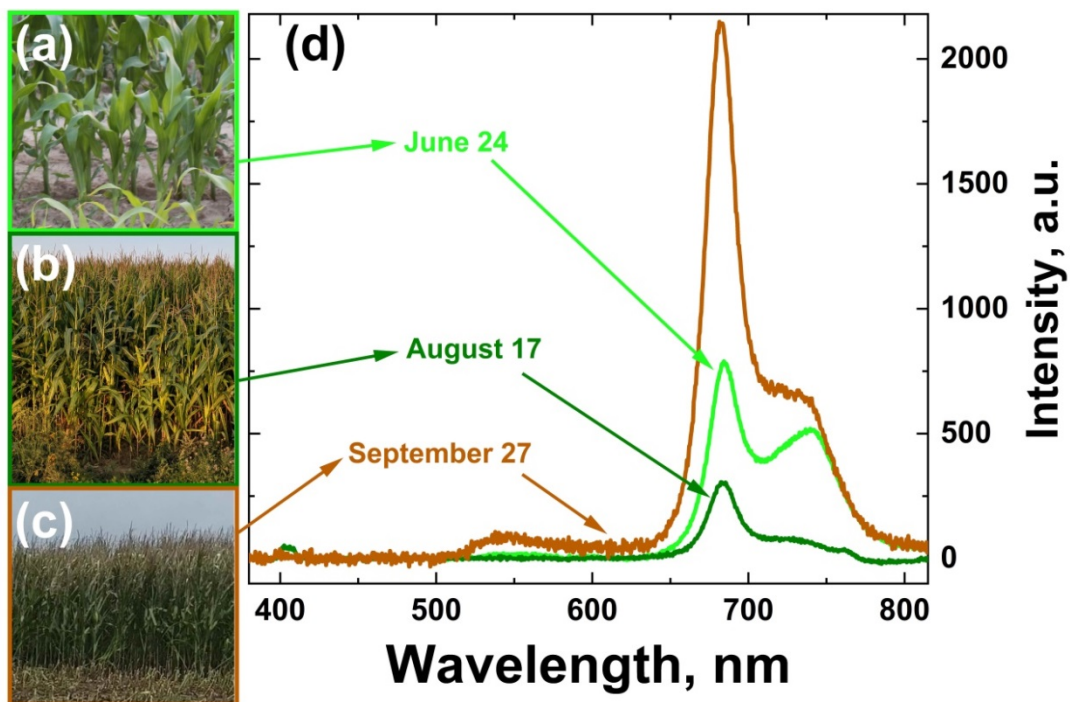 (a)
(b)
(c)
(d)
June 24
August 17
September 27
2000
1500
1000
500
0
Intensity, a.u.
400
500
600
700
800
Wavelength, nm